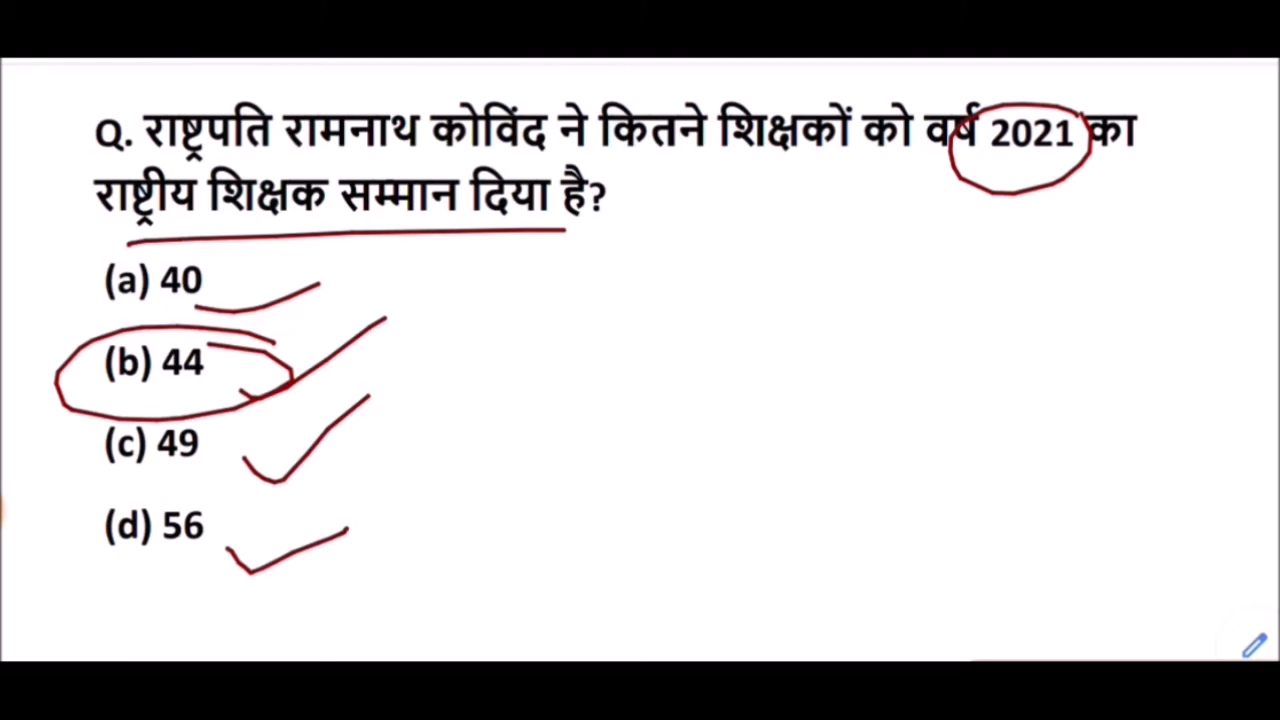 Q. राष्ट्रपति रामनाथ कोविंद ने कितने शिक्षकों को वर्ष 2021 का
राष्ट्रीय शिक्षक सम्मान दिया है?
(a) 40
(b) 44
(c) 49
(d) 56